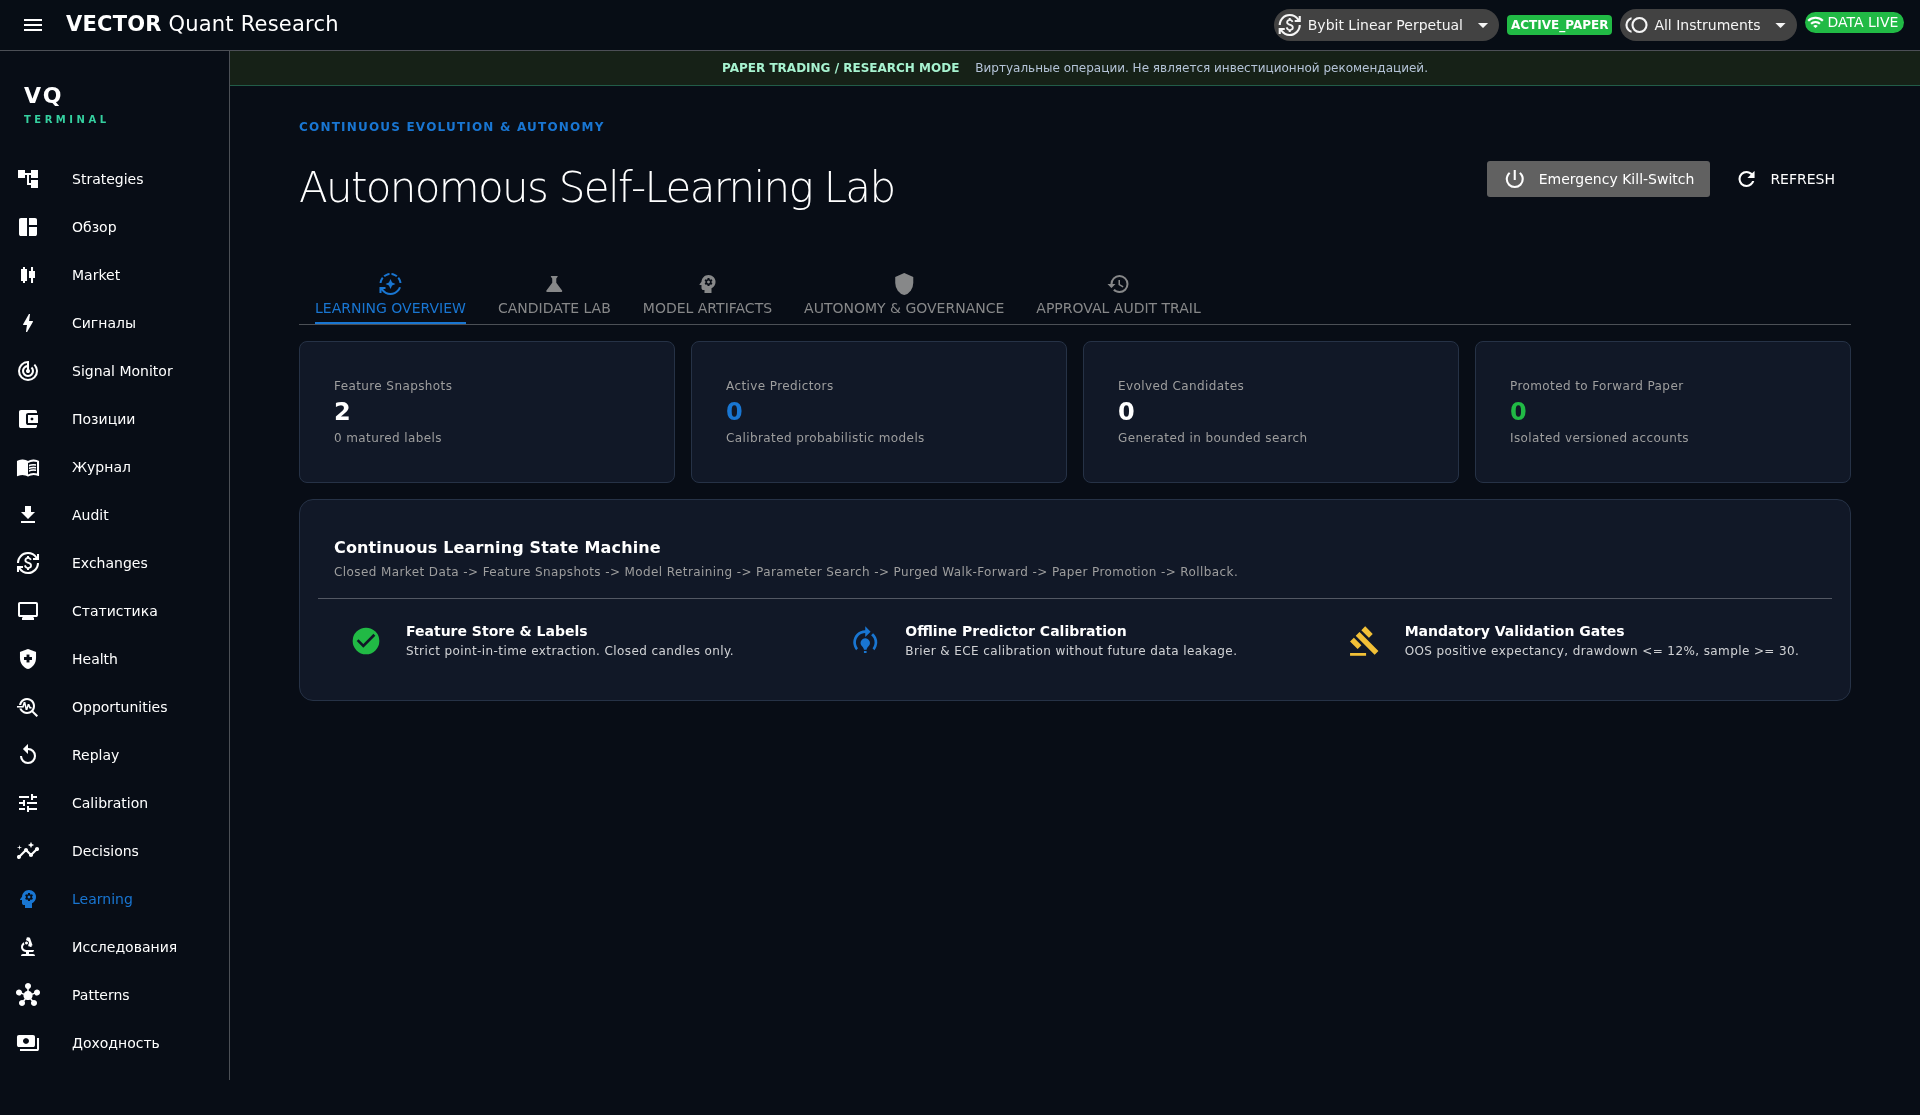 VECTOR Quant Research
Bybit Linear Perpetual
ACTIVE_PAPER
All Instruments
DATA LIVE
PAPER TRADING / RESEARCH MODE Виртуальные операции. Не является инвестиционной рекомендацией.
VQ
TERMINAL
Strategies
Обзор
Market
Сигналы
Signal Monitor
Позиции
Журнал
Audit
Exchanges
Статистика
Health
Opportunities
Replay
Calibration
Decisions
Learning
Исследования
Patterns
Доходность
CONTINUOUS EVOLUTION & AUTONOMY
Autonomous Self-Learning Lab
Emergency Kill-Switch
REFRESH
LEARNING OVERVIEW
CANDIDATE LAB
MODEL ARTIFACTS
AUTONOMY & GOVERNANCE
APPROVAL AUDIT TRAIL
Feature Snapshots
2
0 matured labels
Active Predictors
0
Calibrated probabilistic models
Evolved Candidates
0
Generated in bounded search
Promoted to Forward Paper
0
Isolated versioned accounts
Continuous Learning State Machine
Closed Market Data -> Feature Snapshots -> Model Retraining -> Parameter Search -> Purged Walk-Forward -> Paper Promotion -> Rollback.
Feature Store & Labels
Strict point-in-time extraction. Closed candles only.
Offline Predictor Calibration
Brier & ECE calibration without future data leakage.
Mandatory Validation Gates
OOS positive expectancy, drawdown <= 12%, sample >= 30.